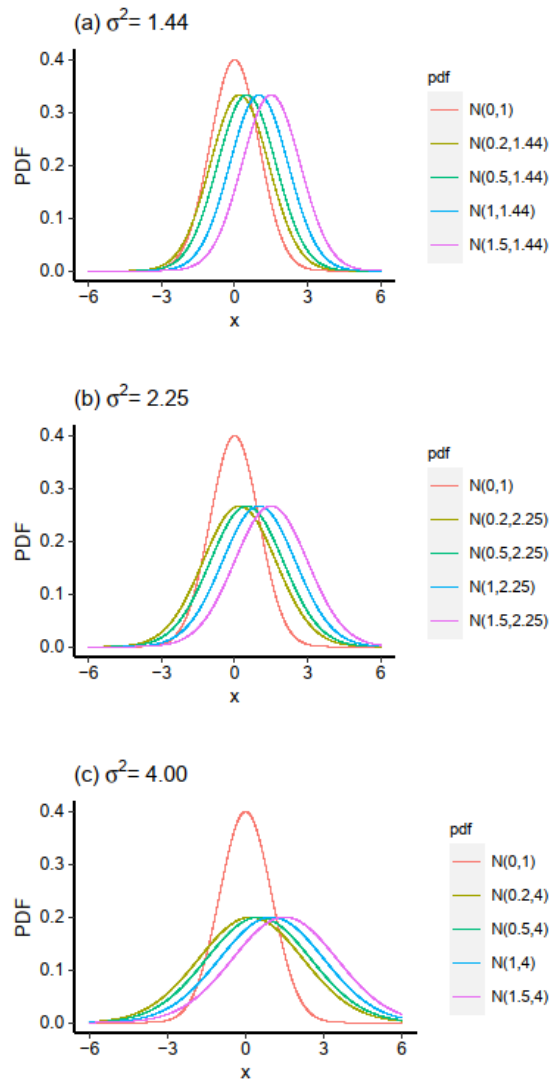 (a) σ²= 1.44
0.4
0.3
0.2
0.1
0.0
PDF
−6 −3 0 3 6
x
pdf
N(0,1)
N(0.2,1.44)
N(0.5,1.44)
N(1,1.44)
N(1.5,1.44)
(b) σ²= 2.25
0.4
0.3
0.2
0.1
0.0
PDF
−6 −3 0 3 6
x
pdf
N(0,1)
N(0.2,2.25)
N(0.5,2.25)
N(1,2.25)
N(1.5,2.25)
(c) σ²= 4.00
0.4
0.3
0.2
0.1
0.0
PDF
−6 −3 0 3 6
x
pdf
N(0,1)
N(0.2,4)
N(0.5,4)
N(1,4)
N(1.5,4)